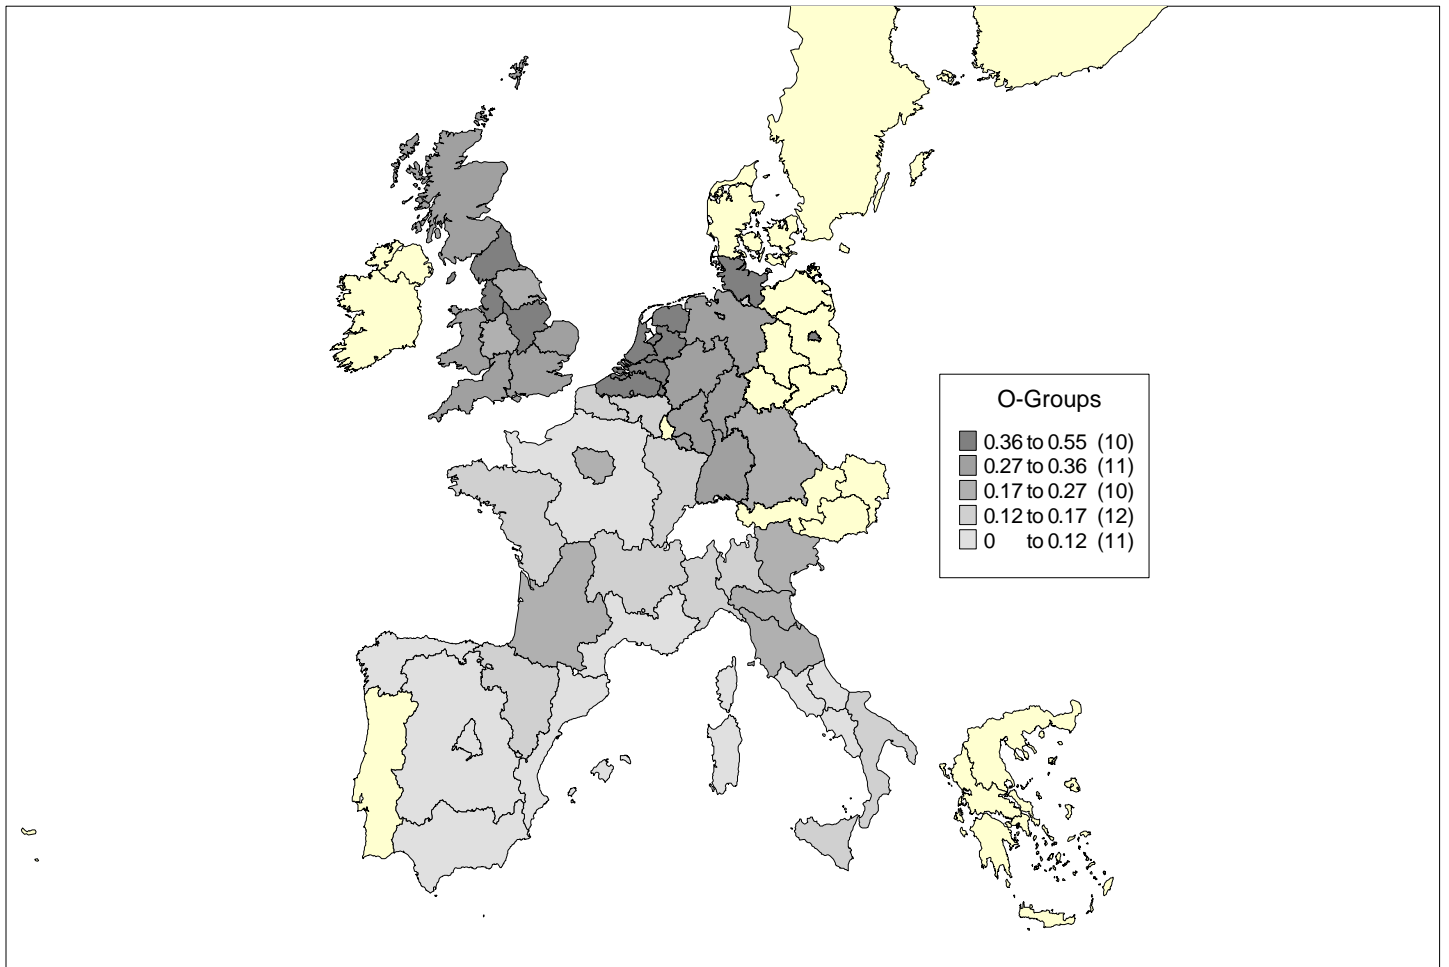 O-Groups
0.36 to 0.55 (10)
0.27 to 0.36 (11)
0.17 to 0.27 (10)
0.12 to 0.17 (12)
0 to 0.12 (11)